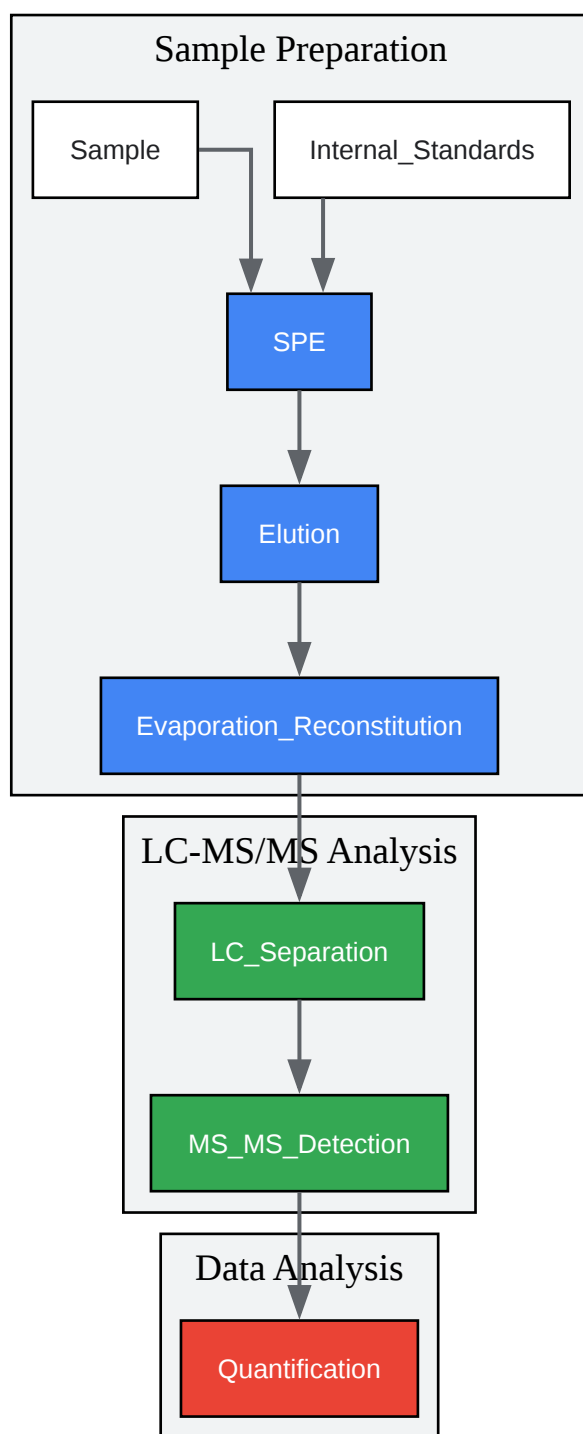 Sample Preparation
Sample
Internal_Standards
SPE
Elution
Evaporation_Reconstitution
LC-MS/MS Analysis
LC_Separation
MS_MS_Detection
Data Analysis
Quantification